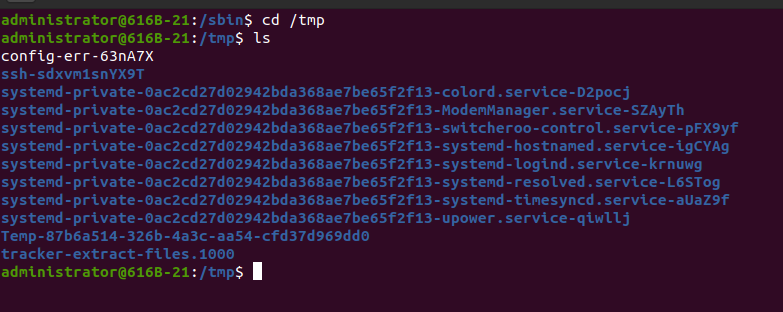 administrator@616B-21:/sbin$ cd /tmp
administrator@616B-21:/tmp$ ls
config-err-63nA7X
ssh-sdxvm1snYX9T
systemd-private-0ac2cd27d02942bda368ae7be65f2f13-colord.service-D2pocj
systemd-private-0ac2cd27d02942bda368ae7be65f2f13-ModemManager.service-SZAyTh
systemd-private-0ac2cd27d02942bda368ae7be65f2f13-switcheroo-control.service-pFX9yf
systemd-private-0ac2cd27d02942bda368ae7be65f2f13-systemd-hostnamed.service-igCYAg
systemd-private-0ac2cd27d02942bda368ae7be65f2f13-systemd-logind.service-krnuwg
systemd-private-0ac2cd27d02942bda368ae7be65f2f13-systemd-resolved.service-L6STog
systemd-private-0ac2cd27d02942bda368ae7be65f2f13-systemd-timesyncd.service-aUaZ9f
systemd-private-0ac2cd27d02942bda368ae7be65f2f13-upower.service-qiwllj
Temp-87b6a514-326b-4a3c-aa54-cfd37d969dd0
tracker-extract-files.1000
administrator@616B-21:/tmp$